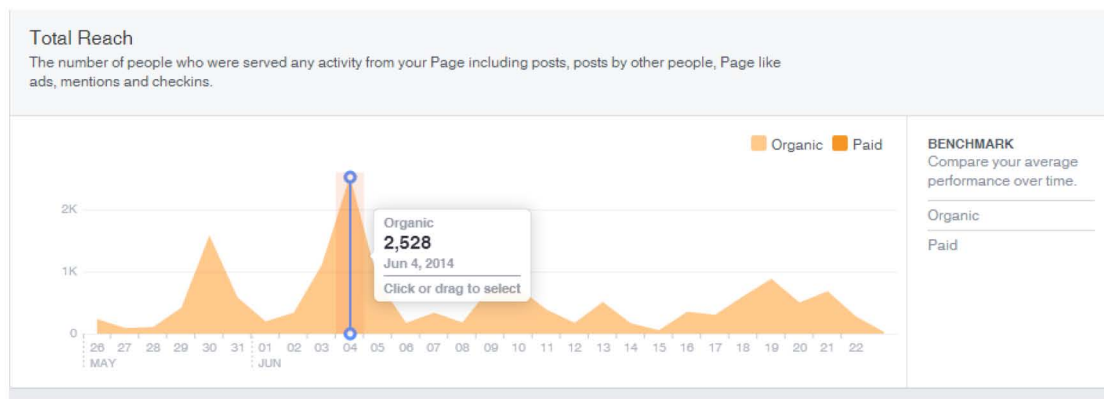 Total Reach
The number of people who were served any activity from your Page including posts, posts by other people, Page like
ads, mentions and checkins.
Organic Paid
BENCHMARK
Compare your average
performance over time.
Organic
Paid
2K
1K
0
Organic
2,528
Jun 4, 2014
Click or drag to select
26 27 28 29 30 31 01 02 03 04 05 06 07 08 09 10 11 12 13 14 15 16 17 18 19 20 21 22
MAY JUN